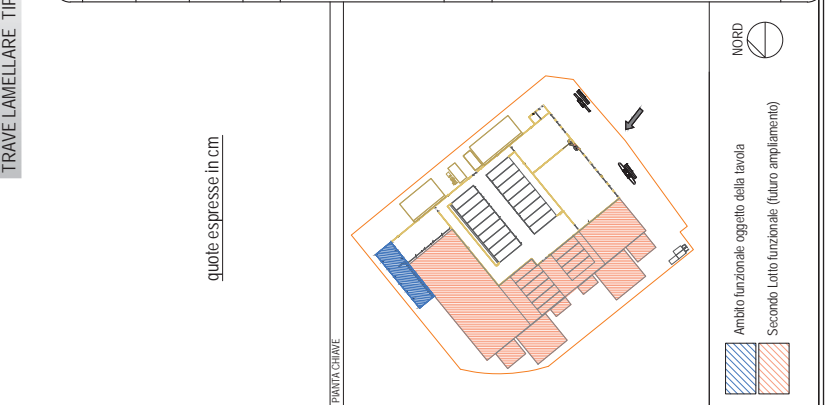 TRAVE LAMELLARE
quote espresse in cm
PIANTA CHIAVE
NORD
Ambito funzionale oggetto della tavola
Secondo Lotto funzionale (futuro ampliamento)